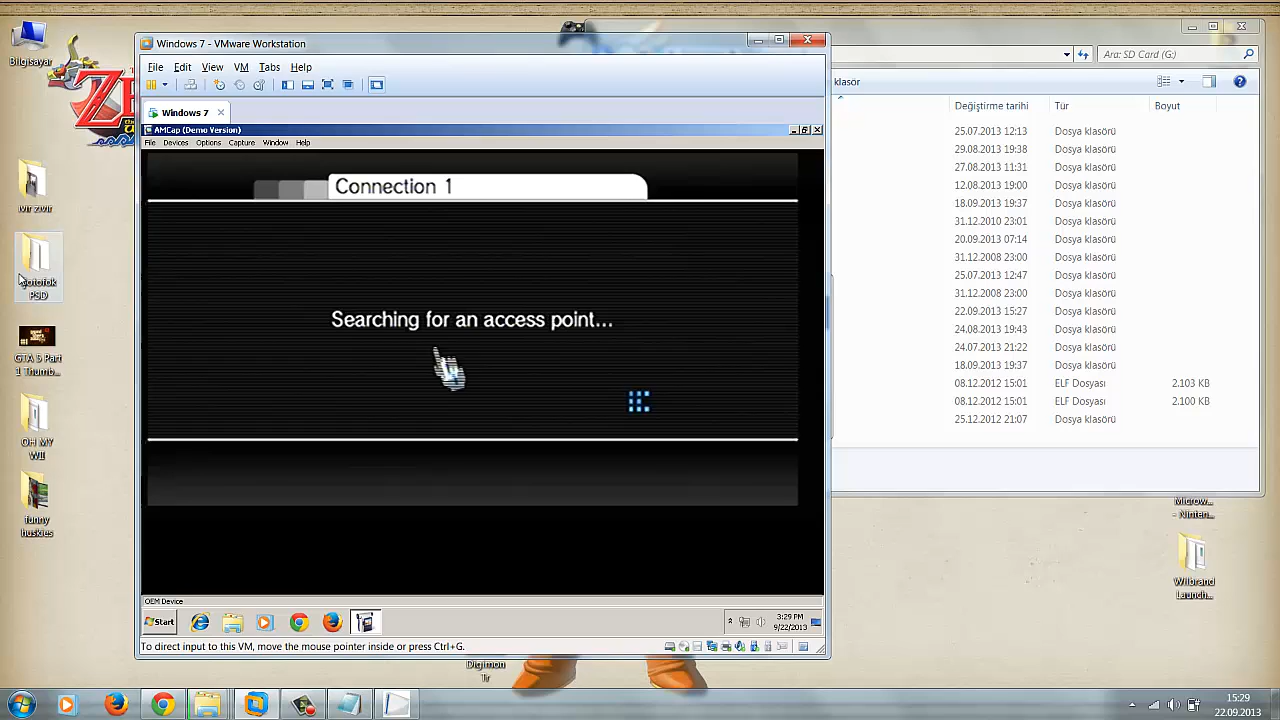 Windows 7 - VMware Workstation
File Edit View VM Tabs Help
Windows 7
AMCap (Demo Version)
File Devices Options Capture Window Help
Connection 1
Searching for an access point...
OEM Device
Start
3:29 PM
9/22/2013
To direct input to this VM, move the mouse pointer inside or press Ctrl+G.
Ara: SD Card (G:)
klasör
Değiştirme tarihi Tür Boyut
25.07.2013 12:13 Dosya klasörü
29.08.2013 19:38 Dosya klasörü
27.08.2013 11:31 Dosya klasörü
12.08.2013 19:00 Dosya klasörü
18.09.2013 19:37 Dosya klasörü
31.12.2010 23:01 Dosya klasörü
20.09.2013 07:14 Dosya klasörü
31.12.2008 23:00 Dosya klasörü
25.07.2013 12:47 Dosya klasörü
31.12.2008 23:00 Dosya klasörü
22.09.2013 15:27 Dosya klasörü
24.08.2013 19:43 Dosya klasörü
24.07.2013 21:22 Dosya klasörü
18.09.2013 19:37 Dosya klasörü
08.12.2012 15:01 ELF Dosyası 2.103 KB
08.12.2012 15:01 ELF Dosyası 2.100 KB
25.12.2012 21:07 Dosya klasörü
Bilgisayar
ıvır zıvır
PSD
GTA 5 Part
1 Thumb...
OH MY
WII
funny
huskies
Microw...
- Ninten...
Wilbrand
Launch...
Digimon
Tr
15:29
22.09.2013